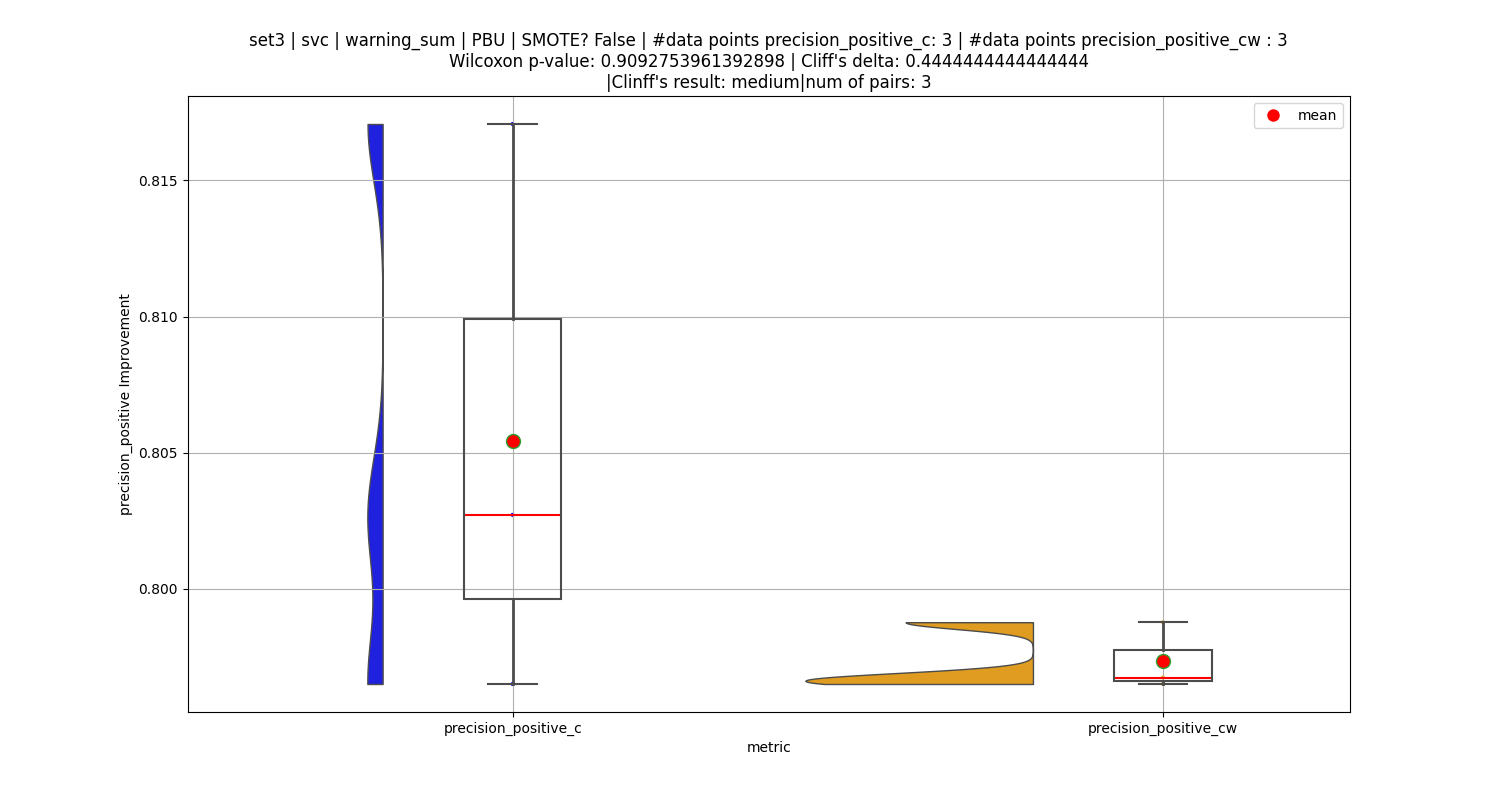 set3 | svc | warning_sum | PBU | SMOTE? False | #data points precision_positive_c: 3 | #data points precision_positive_cw : 3
Wilcoxon p-value: 0.9092753961392898 | Cliff's delta: 0.4444444444444444
|Clinff's result: medium|num of pairs: 3
mean
precision_positive Improvement
0.815
0.810
0.805
0.800
precision_positive_c
precision_positive_cw
metric